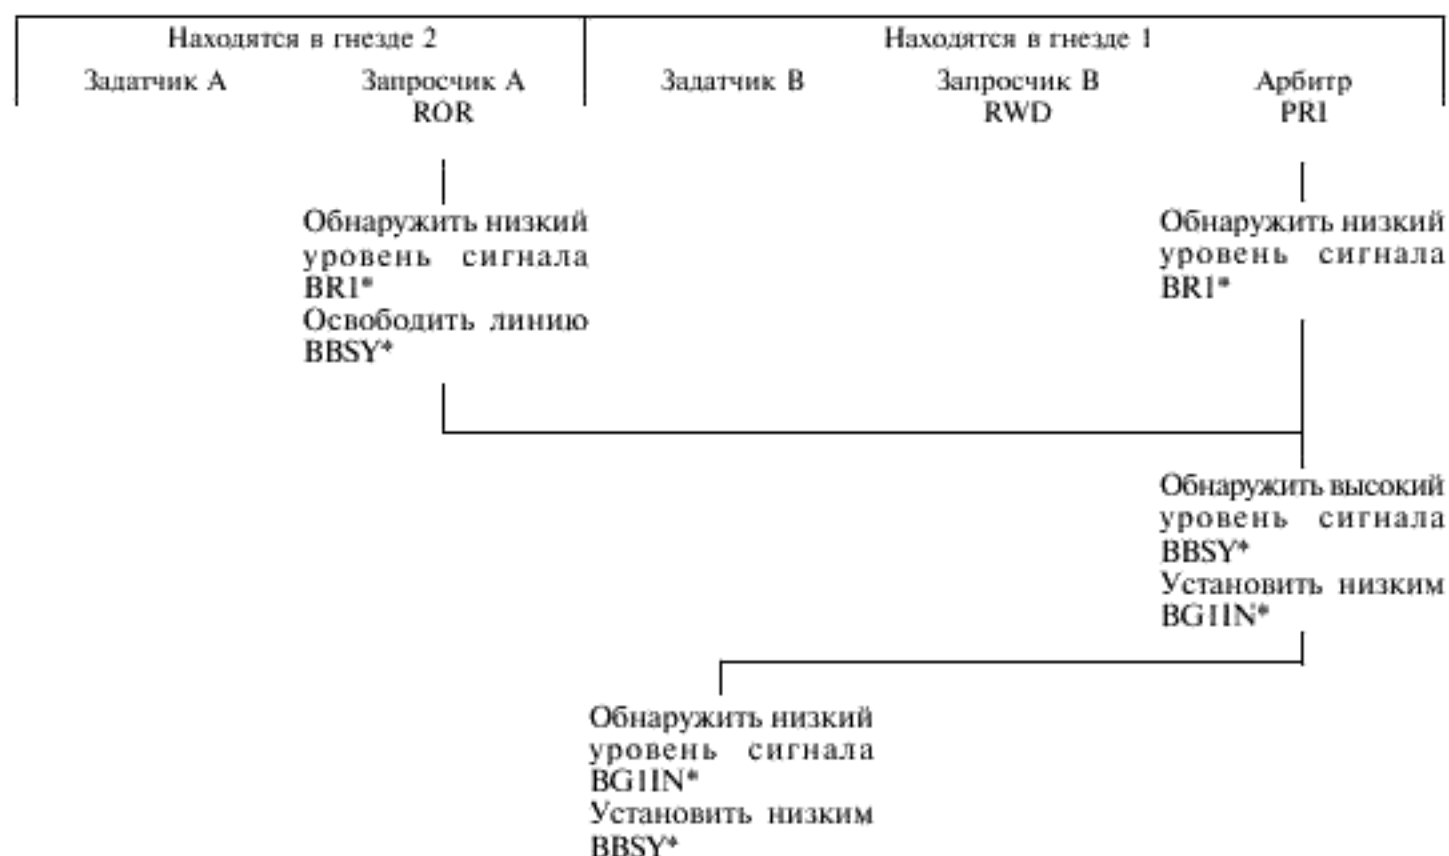 Находятся в гнезде 2
Находятся в гнезде 1
Задатчик А
Запросчик А
ROR
Задатчик В
Запросчик В
RWD
Арбитр
PRI
Обнаружить низкий
уровень сигнала
BR1*
Освободить линию
BBSY*
Обнаружить низкий
уровень сигнала
BR1*
Обнаружить высокий
уровень сигнала
BBSY*
Установить низким
BG1IN*
Обнаружить низкий
уровень сигнала
BG1IN*
Установить низким
BBSY*